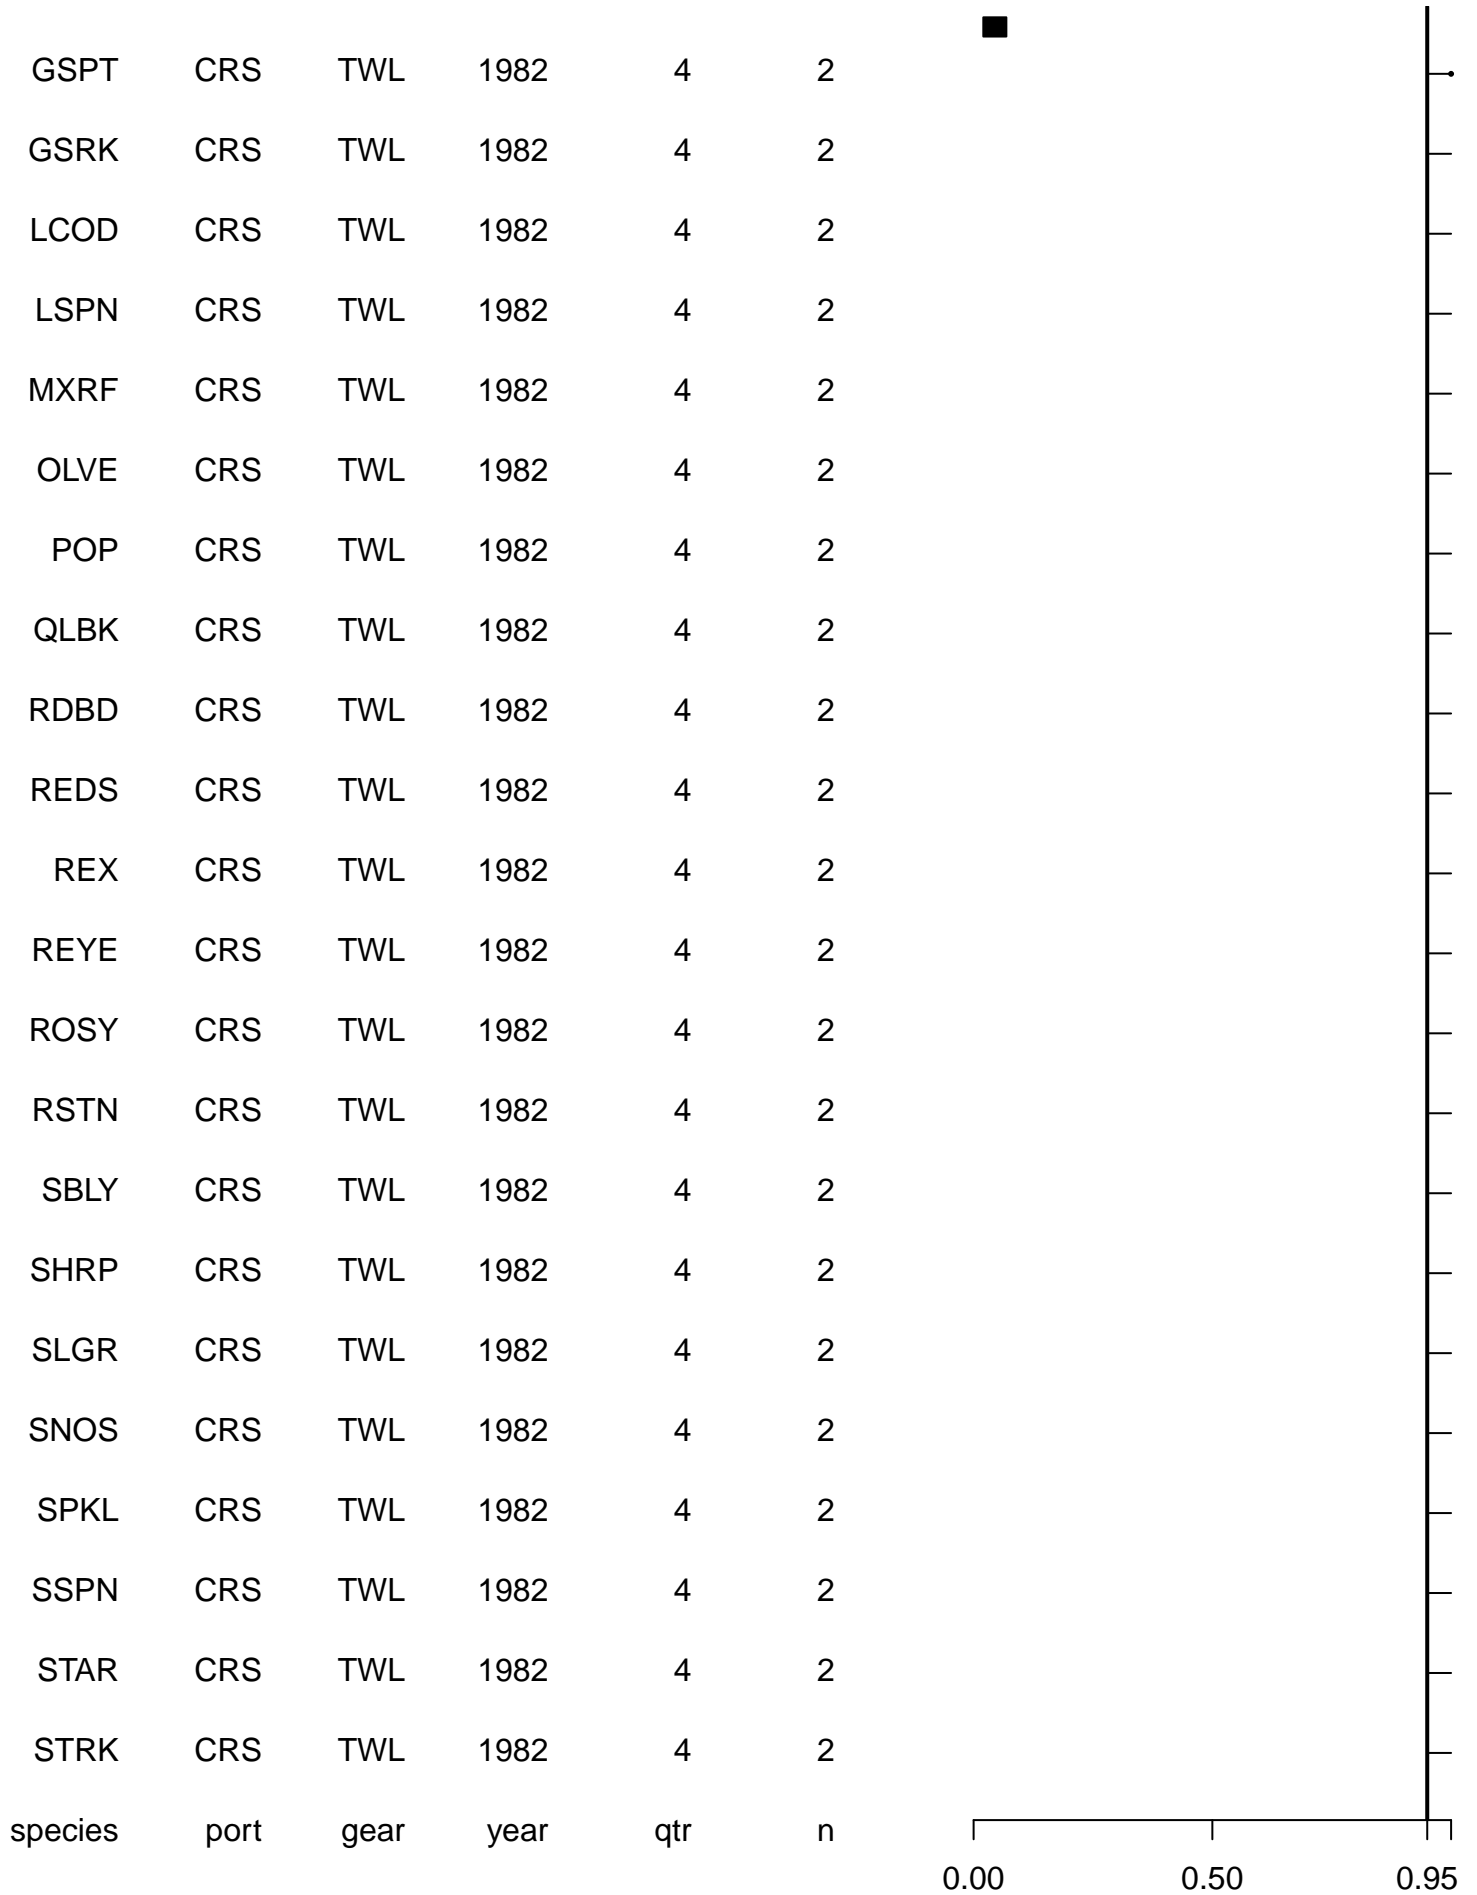 GSPT CRS TWL 1982 4 2
GSRK CRS TWL 1982 4 2
LCOD CRS TWL 1982 4 2
LSPN CRS TWL 1982 4 2
MXRF CRS TWL 1982 4 2
OLVE CRS TWL 1982 4 2
POP CRS TWL 1982 4 2
QLBK CRS TWL 1982 4 2
RDBD CRS TWL 1982 4 2
REDS CRS TWL 1982 4 2
REX CRS TWL 1982 4 2
REYE CRS TWL 1982 4 2
ROSY CRS TWL 1982 4 2
RSTN CRS TWL 1982 4 2
SBLY CRS TWL 1982 4 2
SHRP CRS TWL 1982 4 2
SLGR CRS TWL 1982 4 2
SNOS CRS TWL 1982 4 2
SPKL CRS TWL 1982 4 2
SSPN CRS TWL 1982 4 2
STAR CRS TWL 1982 4 2
STRK CRS TWL 1982 4 2
species port gear year qtr n
0.00 0.50 0.95